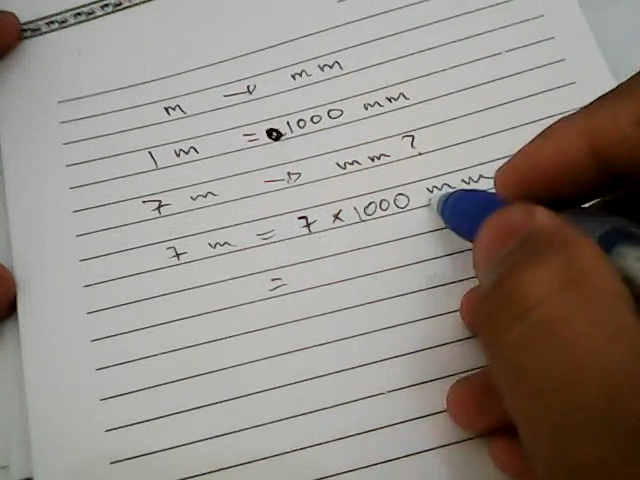 m → mm
1 m = 1000 mm
7 m → mm?
7 m = 7 × 1000 mm
=